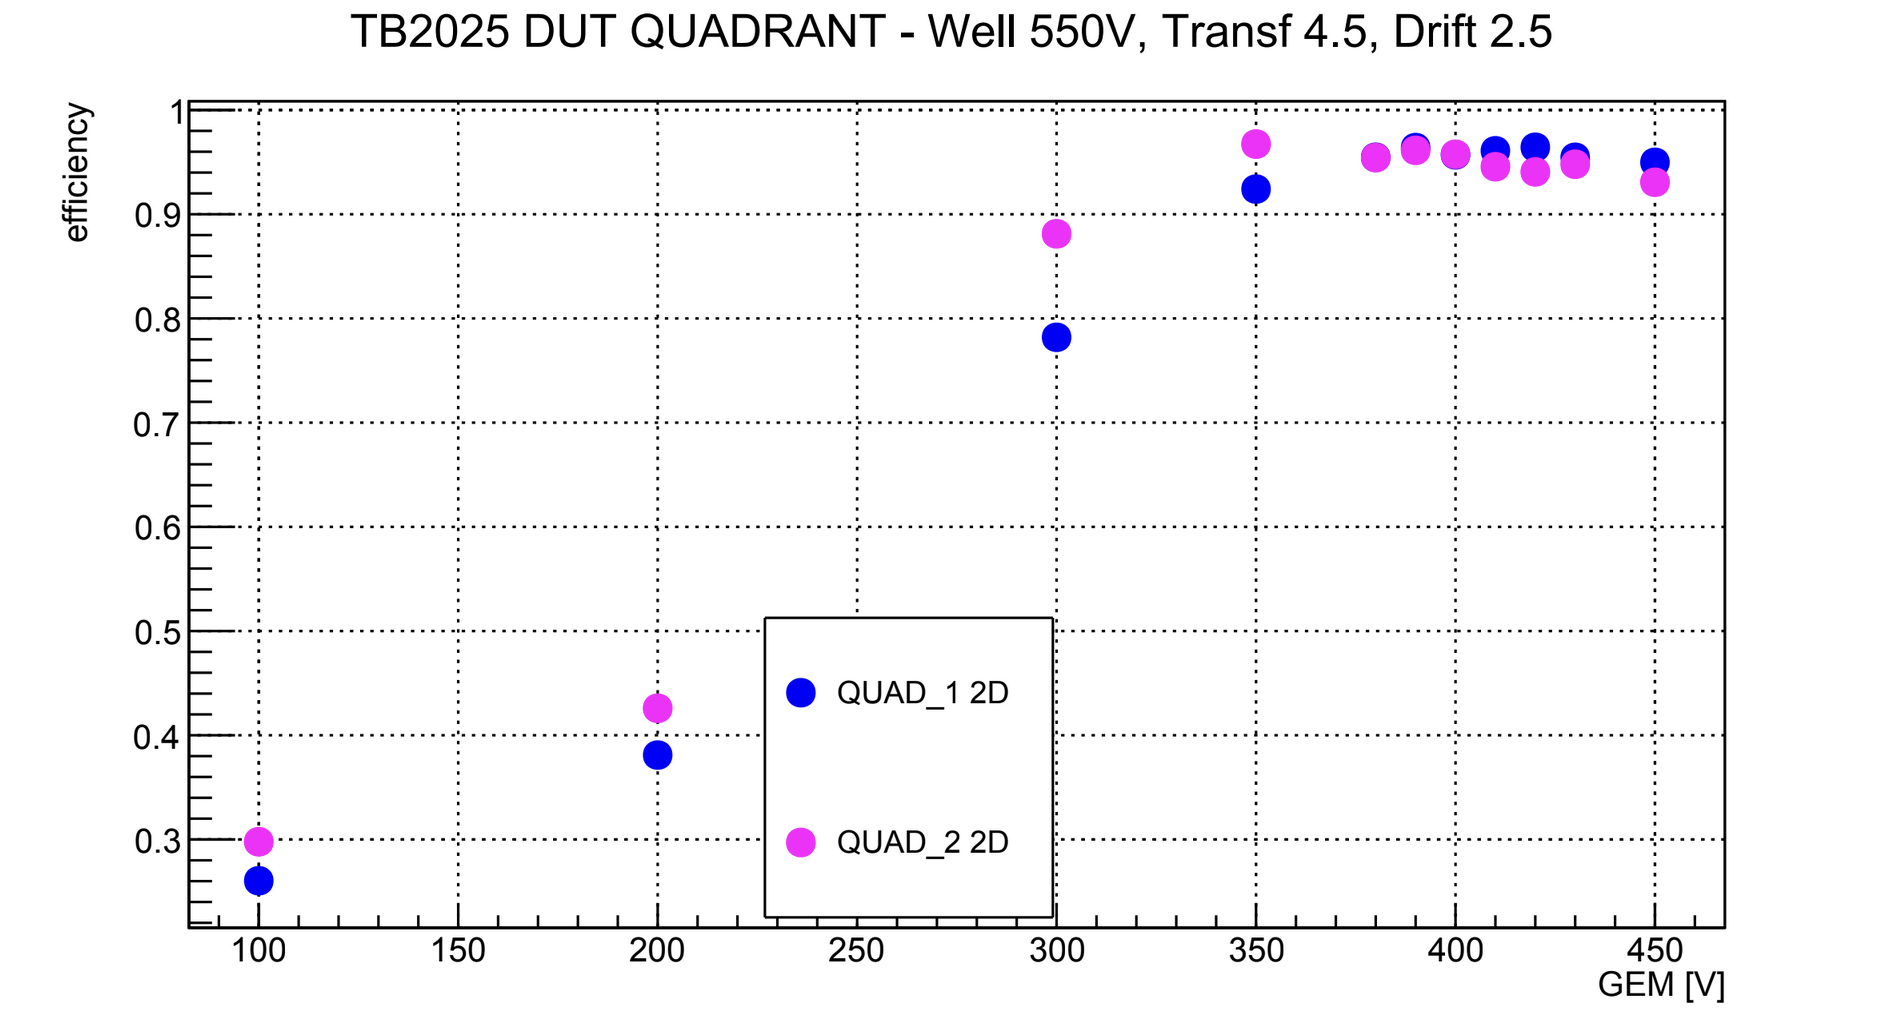 TB2025 DUT QUADRANT - Well 550V, Transf 4.5, Drift 2.5
efficiency
1
0.9
0.8
0.7
0.6
0.5
0.4
0.3
QUAD_1 2D
QUAD_2 2D
100 150 200 250 300 350 400 450
GEM [V]